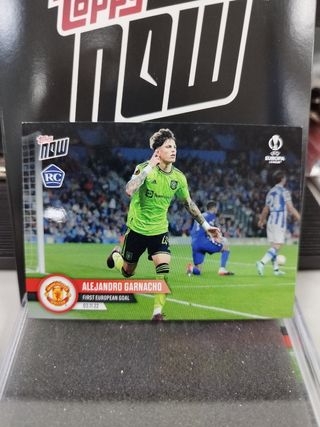 TOPPS
NOW
Topps
NOW
RC
UEFA
EUROPA
LEAGUE
ALEJANDRO GARNACHO
FIRST EUROPEAN GOAL